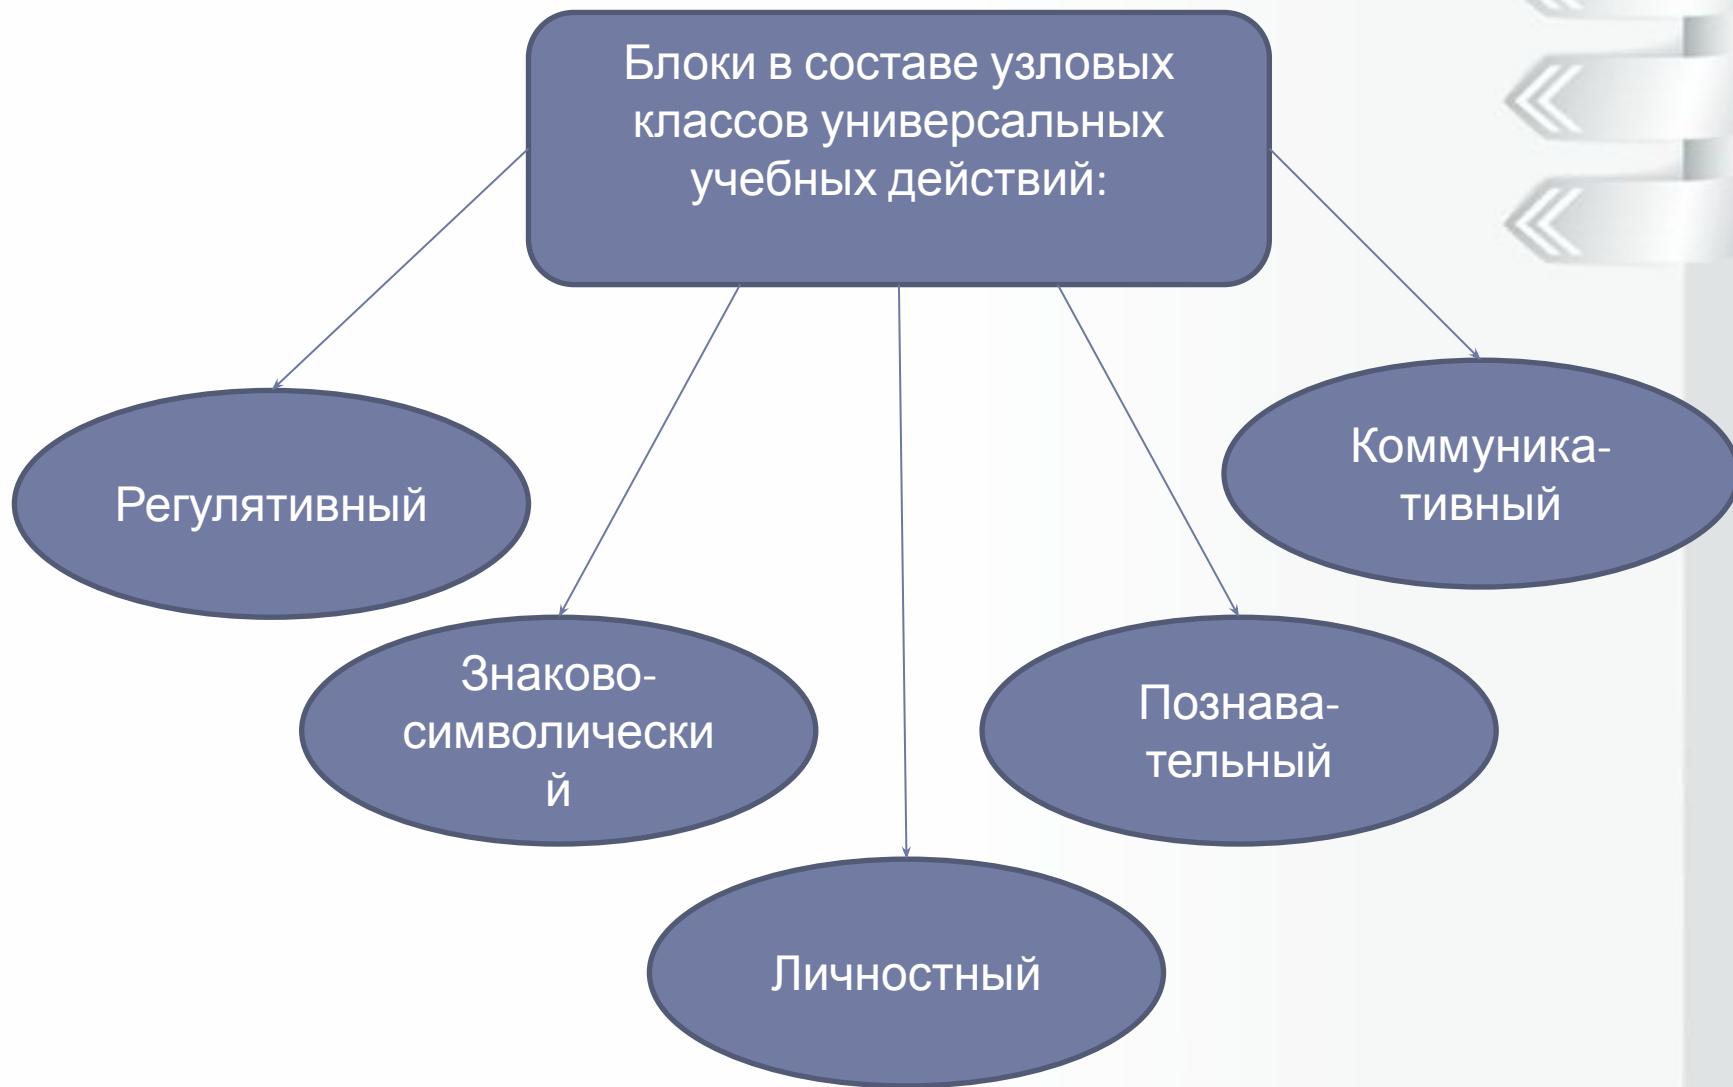 Блоки в составе узловых
классов универсальных
учебных действий:
Регулятивный
Знаково-
символически
й
Личностный
Познава-
тельный
Коммуника-
тивный